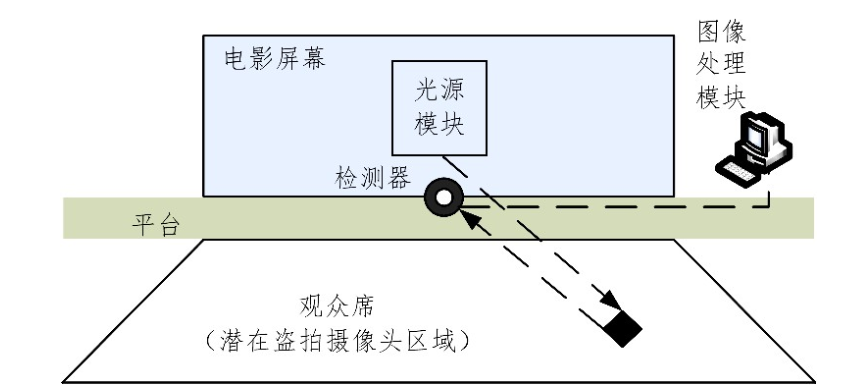 电影屏幕
光源
模块
图像
处理
模块
检测器
平台
观众席
（潜在盗拍摄像头区域）